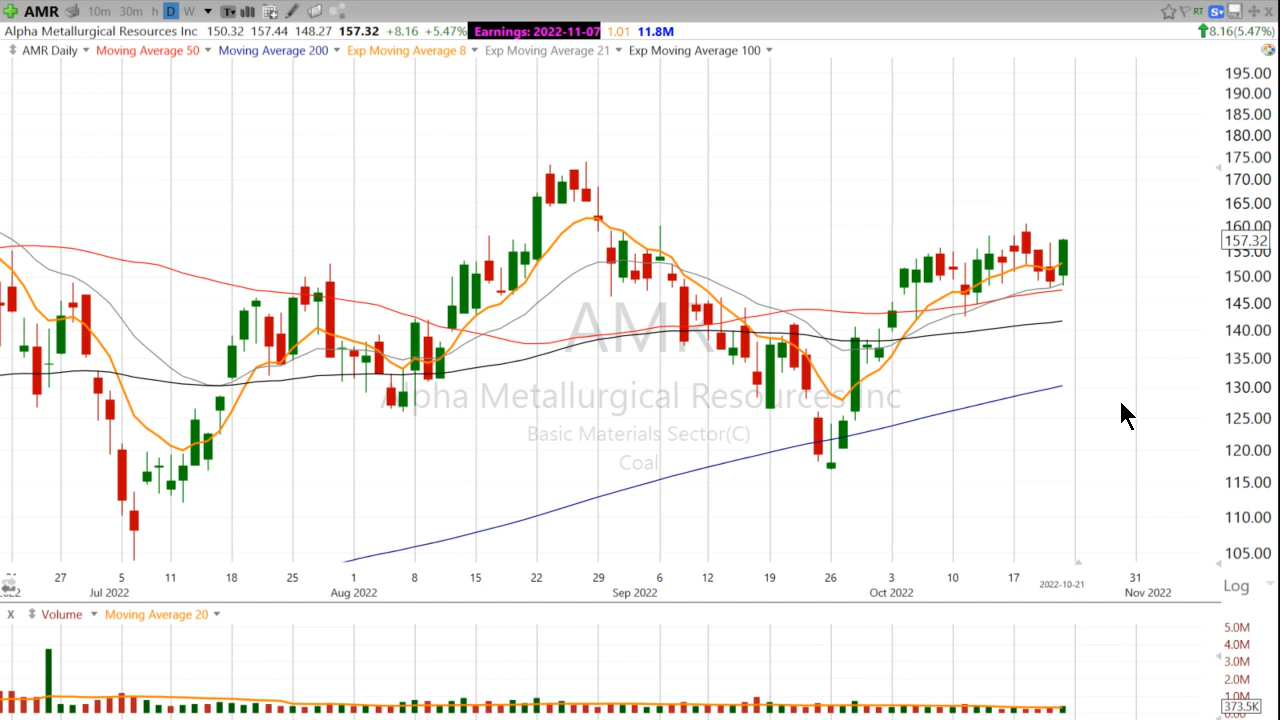 AMR 10m 30m h D W T RT S
Alpha Metallurgical Resources Inc 150.32 157.44 148.27 157.32 +8.16 +5.47% Earnings: 2022-11-07 1.01 11.8M 8.16(5.47%)
AMR Daily Moving Average 50 Moving Average 200 Exp Moving Average 8 Exp Moving Average 21 Exp Moving Average 100
195.00
190.00
185.00
180.00
175.00
170.00
165.00
160.00
157.32
155.00
150.00
145.00
140.00
135.00
130.00
125.00
120.00
115.00
110.00
105.00
AMR
Alpha Metallurgical Resources Inc
Basic Materials Sector(C)
Coal
27 5 11 18 25 1 8 15 22 29 6 12 19 26 3 10 17 31
2022-10-21
Jul 2022 Aug 2022 Sep 2022 Oct 2022 Nov 2022
Log
X Volume Moving Average 20
5.0M
4.0M
3.0M
2.0M
1.0M
373.5K